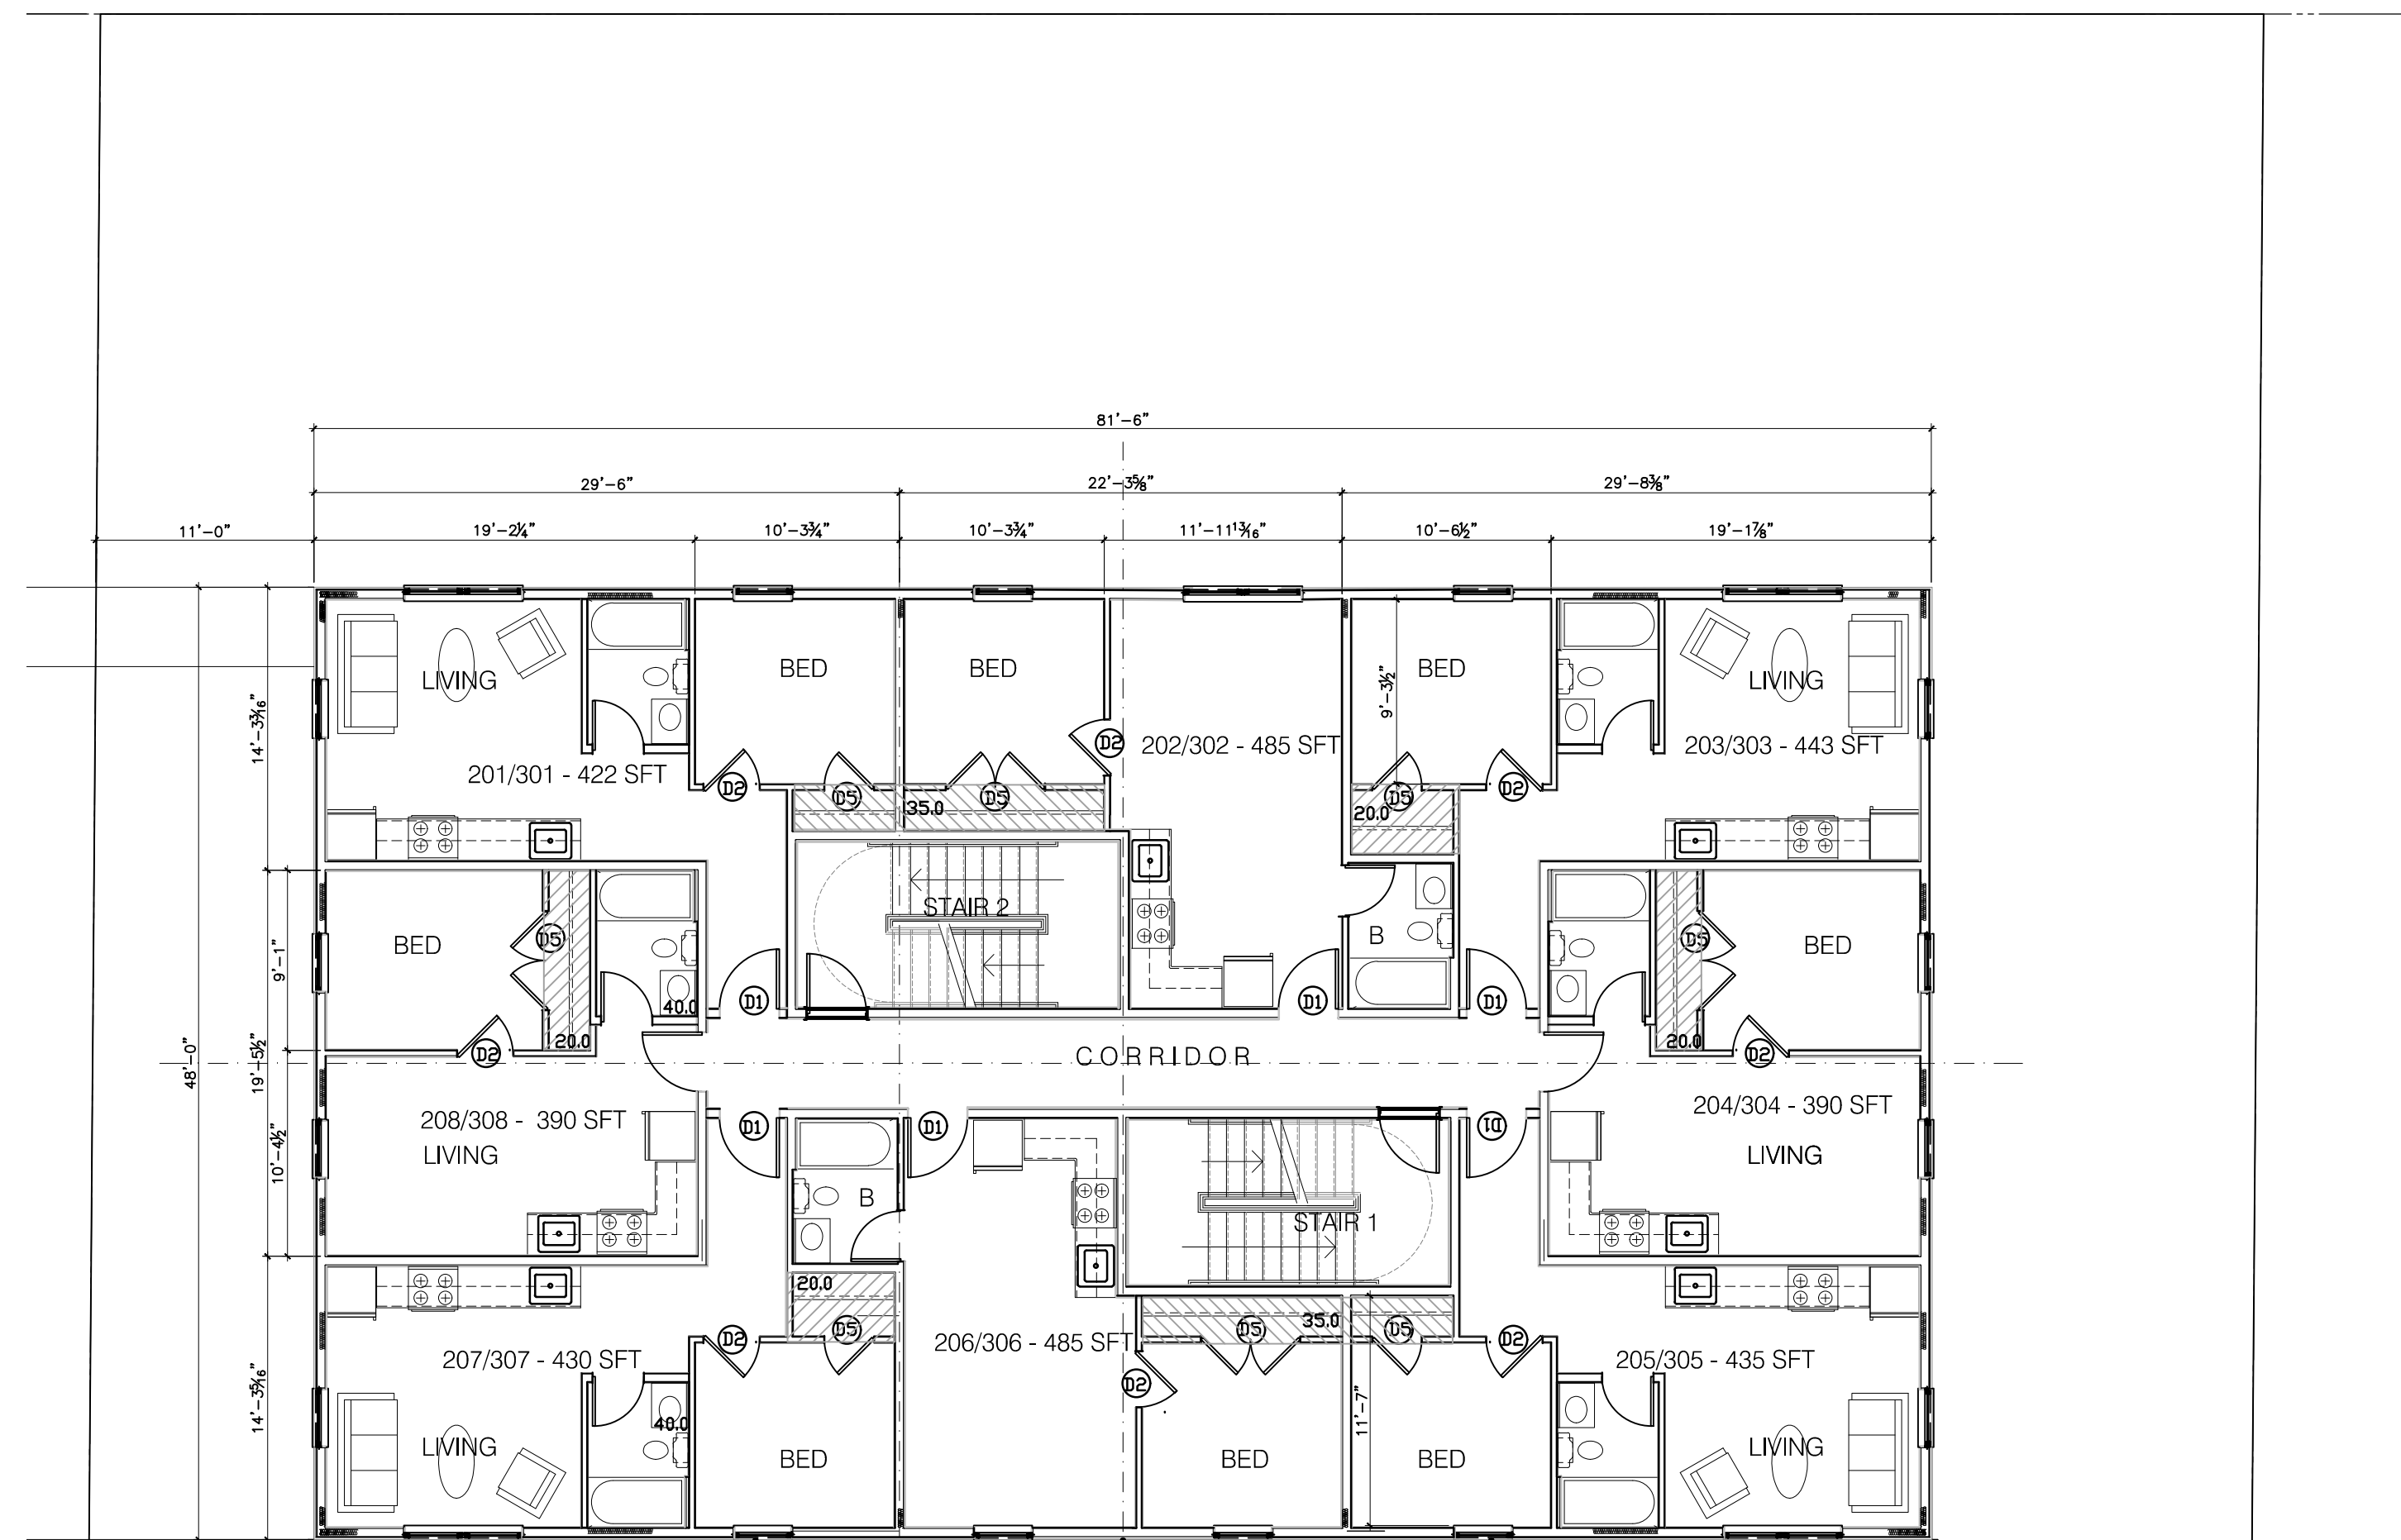 81'-6"
29'-6" 22'-3⅝" 29'-8⅜"
11'-0" 19'-2¼" 10'-3¾" 10'-3¾" 11'-11 13/16" 10'-6½" 19'-1⅞"
14'-3 3/16"
9'-1"
19'-5½"
48'-0"
10'-4½"
14'-3 5/16"
LIVING BED BED BED LIVING
9'-3½"
201/301 - 422 SFT D2 202/302 - 485 SFT 203/303 - 443 SFT
D2 D5 35.0 D5 20.0 D5 D2
STAIR 2
BED D5 B D5 BED
40.0 D1 D1 D1
20.0 D2 CORRIDOR 20.0 D2
208/308 - 390 SFT D1 D1 D1 204/304 - 390 SFT
LIVING LIVING
B
STAIR 1
20.0
D2 D5 D5 35.0 D5 D2
207/307 - 430 SFT 206/306 - 485 SFT 205/305 - 435 SFT
D2 11'-7"
40.0
LIVING BED BED BED LIVING